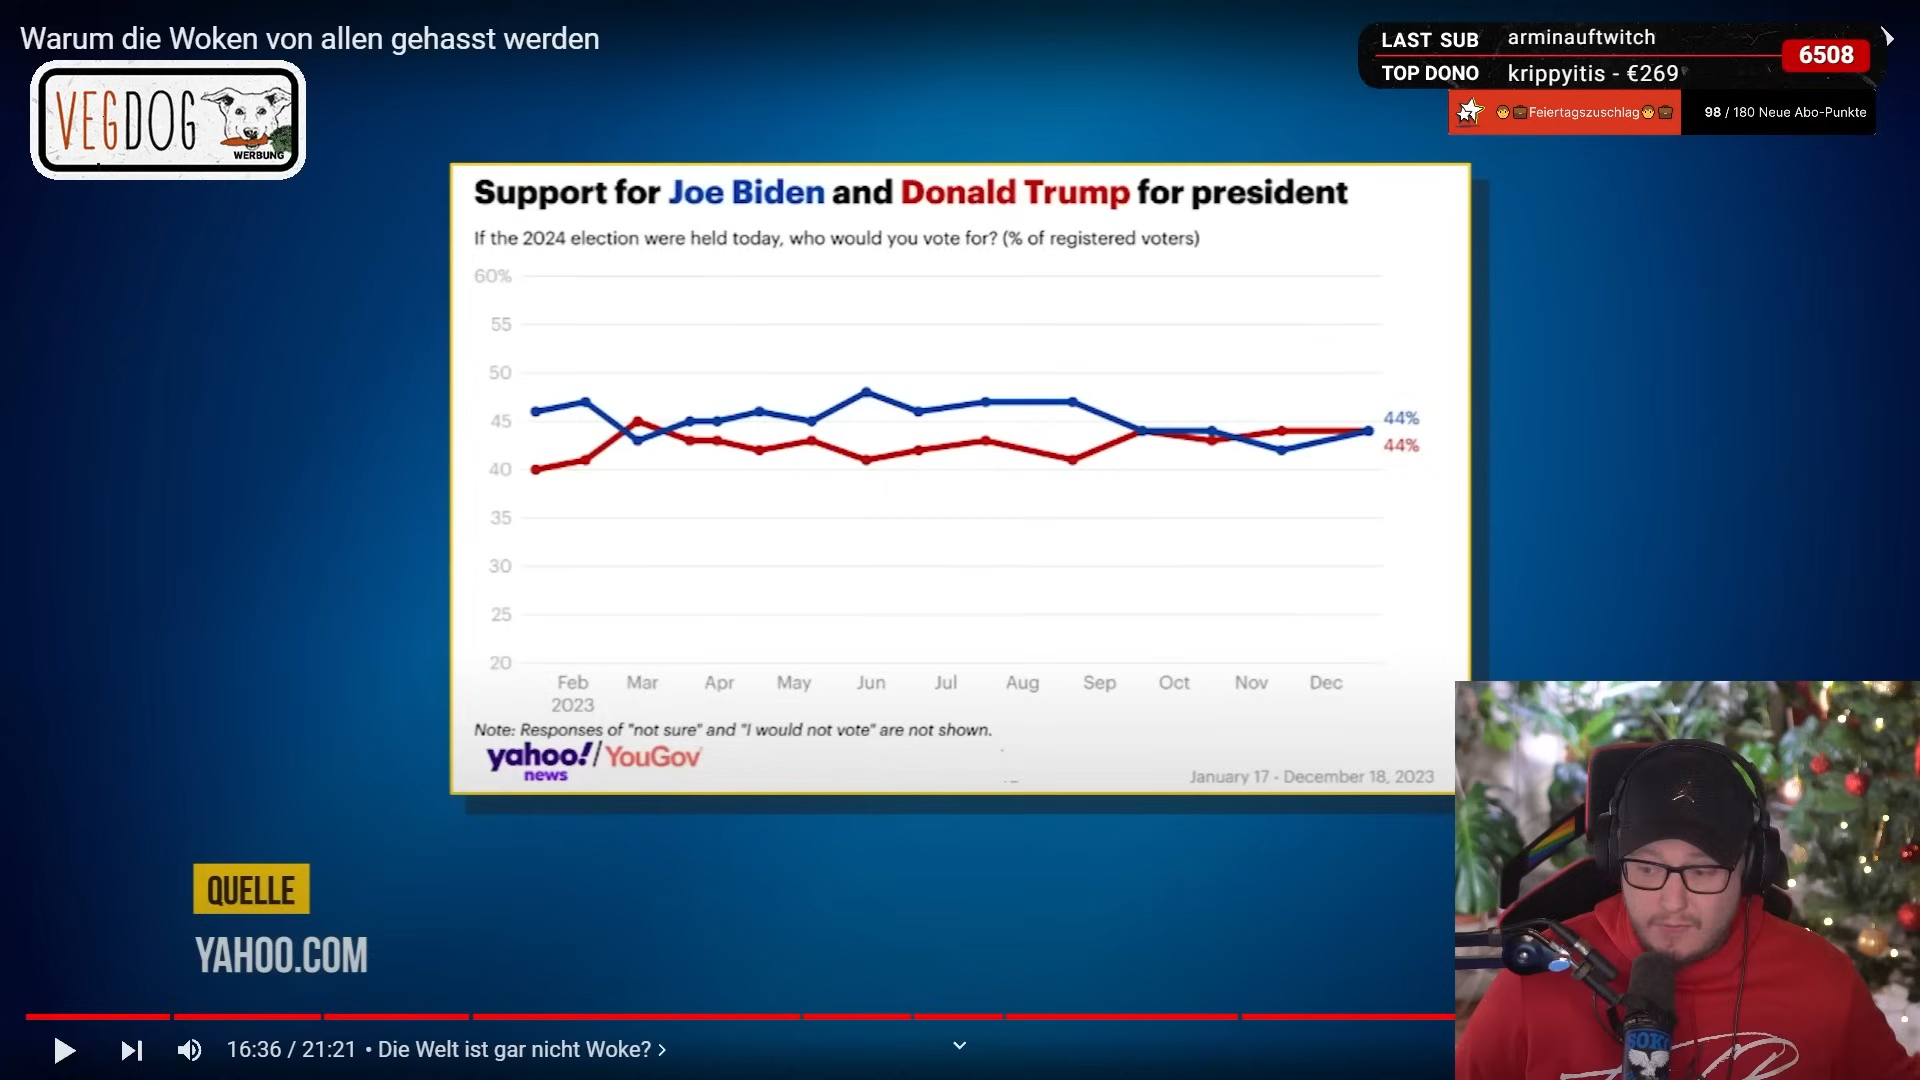 Warum die Woken von allen gehasst werden
VEGDOG
WERBUNG
LAST SUB arminauftwitch
TOP DONO krippyitis - €269
6508
Feiertagszuschlag
98 / 180 Neue Abo-Punkte
Support for Joe Biden and Donald Trump for president
If the 2024 election were held today, who would you vote for? (% of registered voters)
60%
55
50
45
40
35
30
25
20
44%
44%
Feb Mar Apr May Jun Jul Aug Sep Oct Nov Dec
2023
Note: Responses of "not sure" and "I would not vote" are not shown.
yahoo!/YouGov
news
January 17 - December 18, 2023
QUELLE
YAHOO.COM
16:36 / 21:21 • Die Welt ist gar nicht Woke? ›